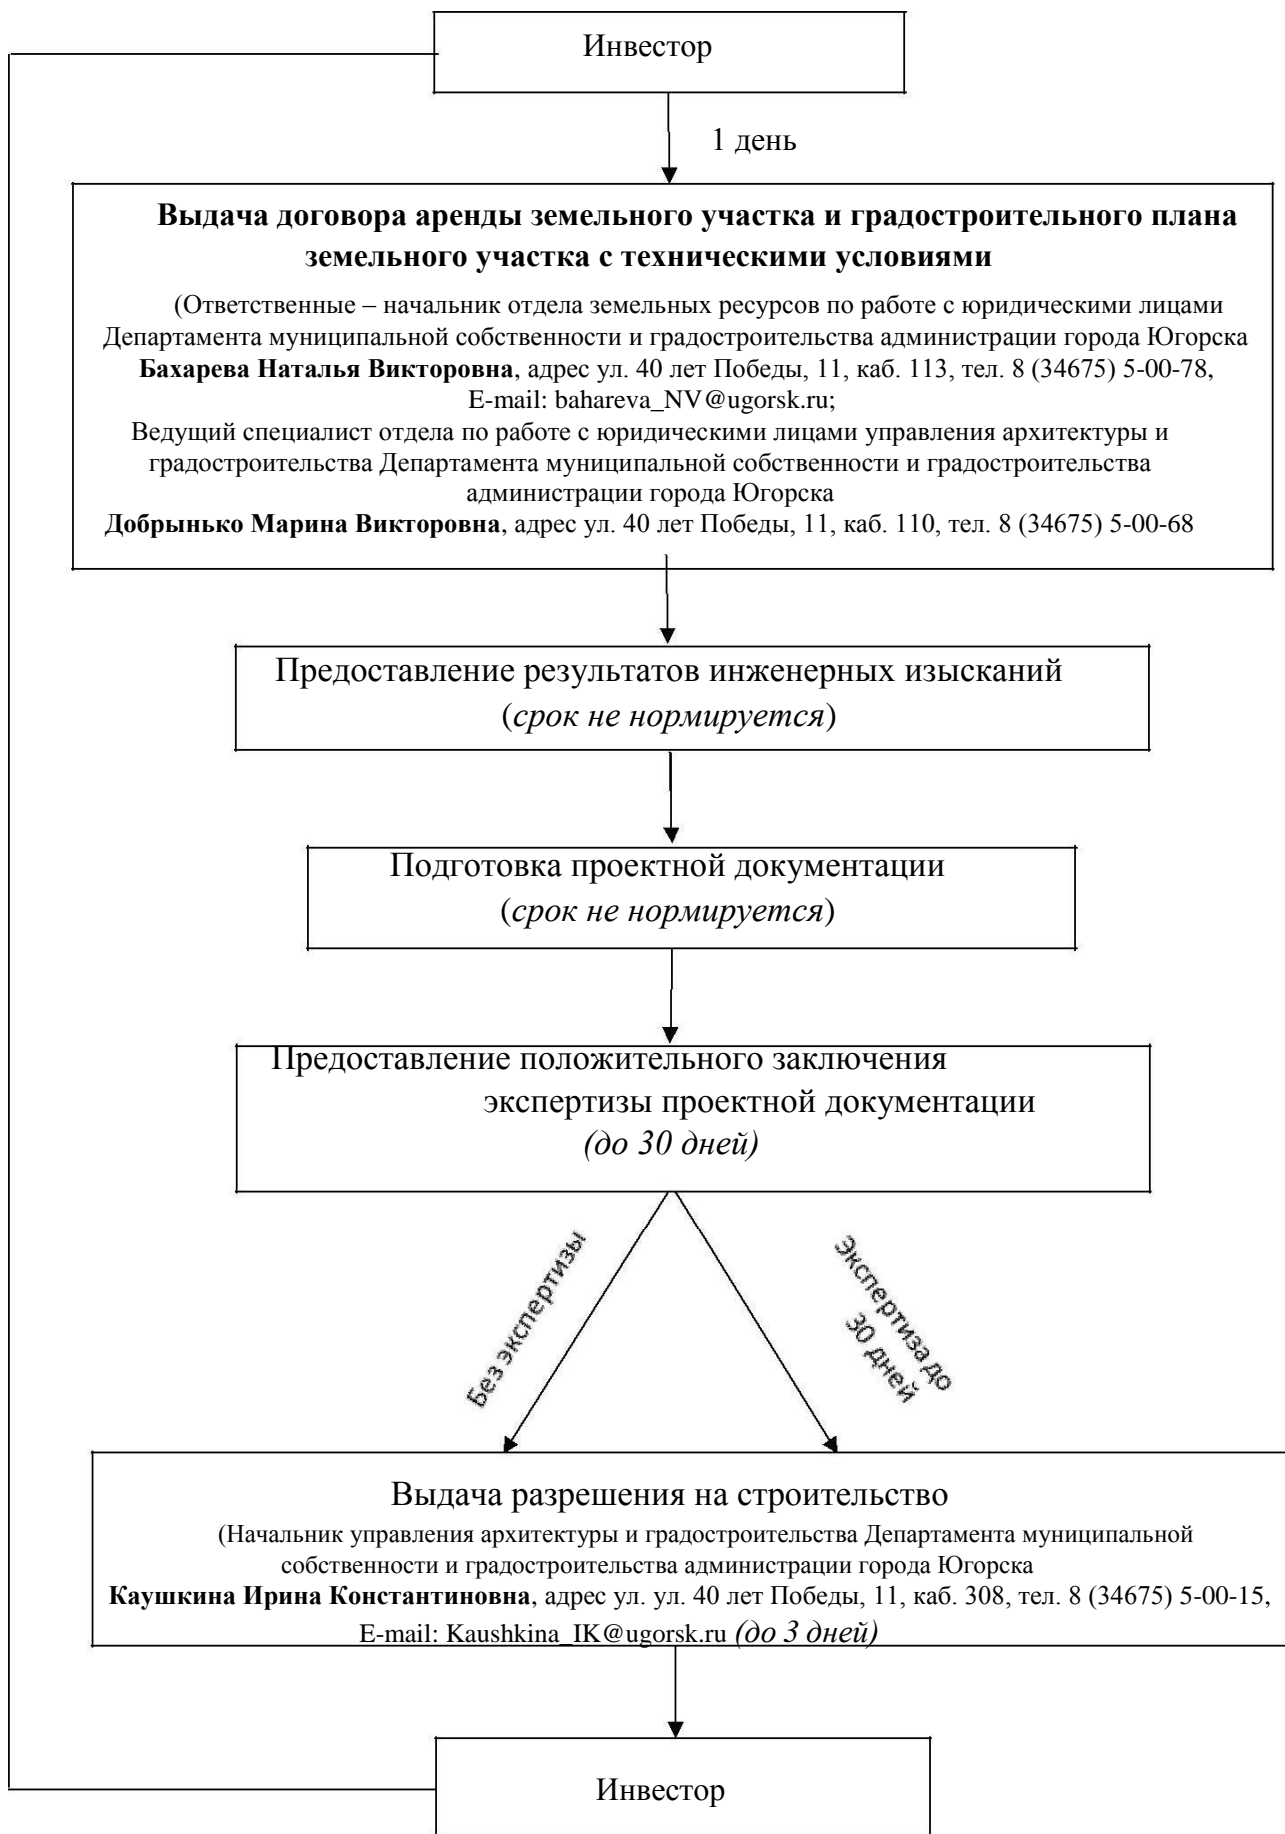 Инвестор
1 день
Выдача договора аренды земельного участка и градостроительного плана
земельного участка с техническими условиями
(Ответственные – начальник отдела земельных ресурсов по работе с юридическими лицами
Департамента муниципальной собственности и градостроительства администрации города Югорска
Бахарева Наталья Викторовна, адрес ул. 40 лет Победы, 11, каб. 113, тел. 8 (34675) 5-00-78,
E-mail: bahareva_NV@ugorsk.ru;
Ведущий специалист отдела по работе с юридическими лицами управления архитектуры и
градостроительства Департамента муниципальной собственности и градостроительства
администрации города Югорска
Добрынько Марина Викторовна, адрес ул. 40 лет Победы, 11, каб. 110, тел. 8 (34675) 5-00-68
Предоставление результатов инженерных изысканий
(срок не нормируется)
Подготовка проектной документации
(срок не нормируется)
Предоставление положительного заключения
экспертизы проектной документации
(до 30 дней)
Без экспертизы
Экспертиза до
30 дней
Выдача разрешения на строительство
(Начальник управления архитектуры и градостроительства Департамента муниципальной
собственности и градостроительства администрации города Югорска
Каушкина Ирина Константиновна, адрес ул. ул. 40 лет Победы, 11, каб. 308, тел. 8 (34675) 5-00-15,
E-mail: Kaushkina_IK@ugorsk.ru (до 3 дней)
Инвестор